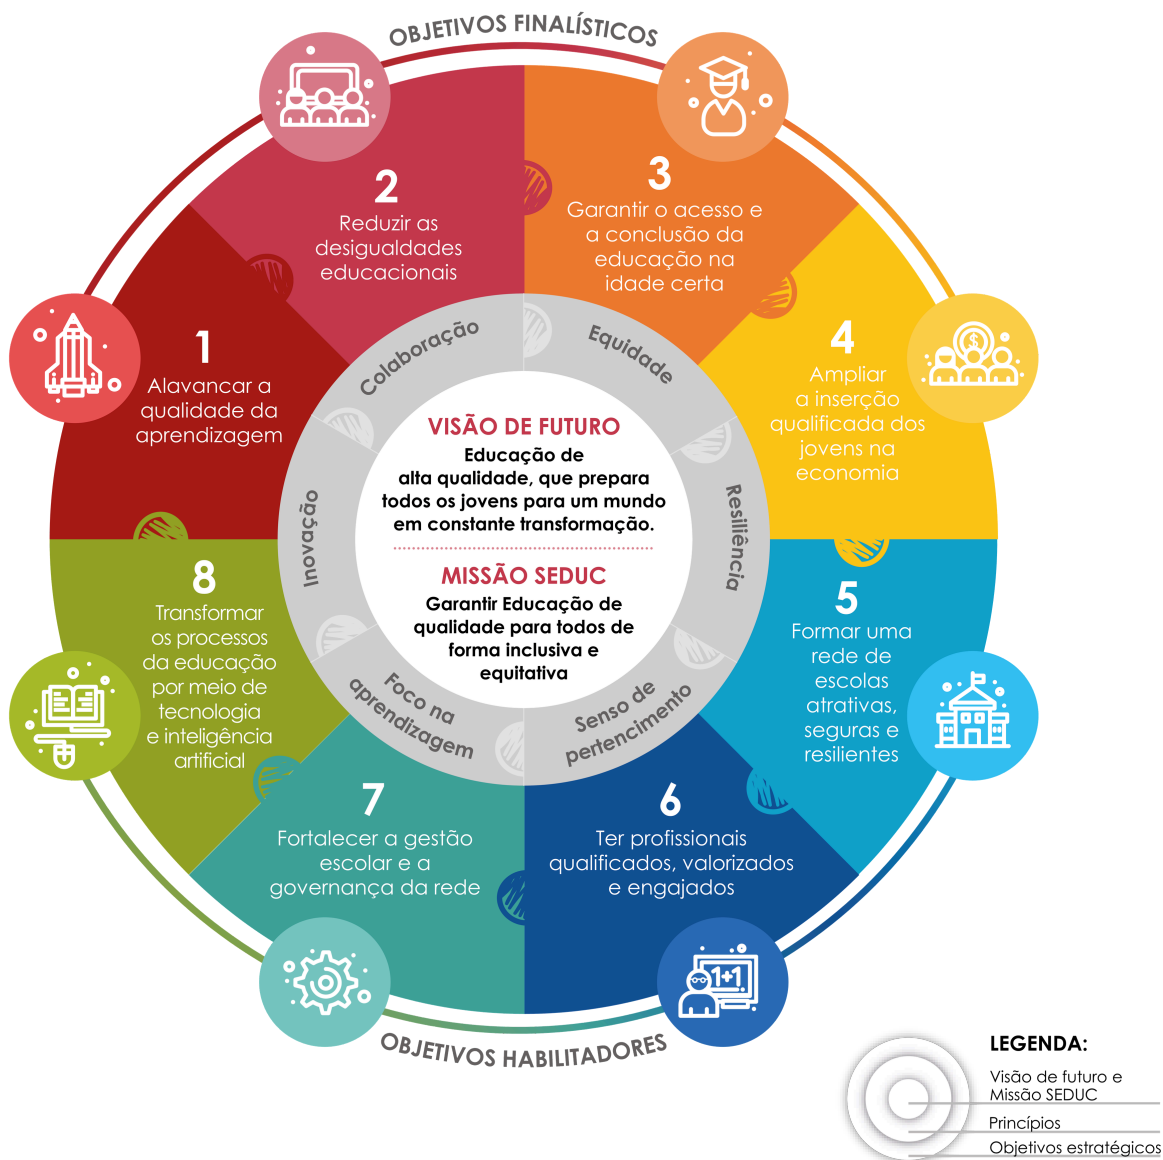 OBJETIVOS FINALÍSTICOS
1
Alavancar a
qualidade da
aprendizagem
2
Reduzir as
desigualdades
educacionais
3
Garantir o acesso e
a conclusão da
educação na
idade certa
4
Ampliar
a inserção
qualificada dos
jovens na
economia
5
Formar uma
rede de
escolas
atrativas,
seguras e
resilientes
6
Ter profissionais
qualificados, valorizados
e engajados
7
Fortalecer a gestão
escolar e a
governança da rede
8
Transformar
os processos
da educação
por meio de
tecnologia
e inteligência
artificial
Colaboração
Equidade
Resiliência
Senso de
pertencimento
Foco na
aprendizagem
Inovação
VISÃO DE FUTURO
Educação de
alta qualidade, que prepara
todos os jovens para um mundo
em constante transformação.
MISSÃO SEDUC
Garantir Educação de
qualidade para todos de
forma inclusiva e
equitativa
$
1+1
OBJETIVOS HABILITADORES
LEGENDA:
Visão de futuro e
Missão SEDUC
Princípios
Objetivos estratégicos